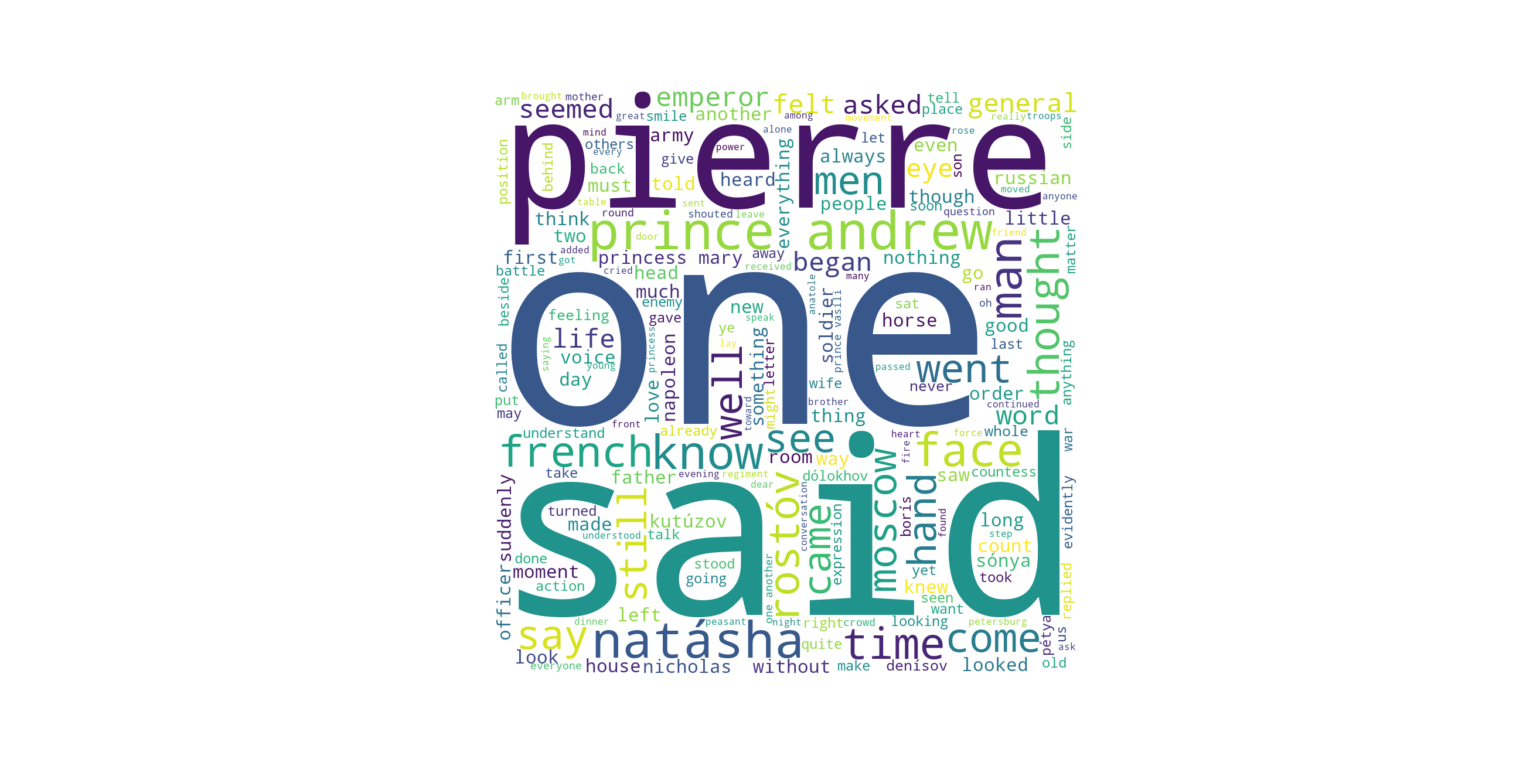 arm brought mother emperor felt asked tell general
seemed great smile another among movement place really troops side
pierre
mind others army power alone let rose even
position behind every back give heard everything always eye son russian
must told men people though moved anyone
table round sent shouted leave soon question little
think prince andrew friend matter
two door
first added princess mary away began nothing man thought
battle got cried head received many go ran
one
beside much enemy new anatole prince vasili sat oh
feeling gave speak soldier horse good
life ye last
saying voice young princess napoleon well lay something letter passed went anything
called day love wife never order
put might brother toward thing continued word
may front already
understand french know see room heart face force whole war
take father evening regiment way fire saw countess
said
suddenly turned dear dólokhov moscow hand boris found long evidently
made still kutúzov rostóv came expression conversation step count
understood talk
done stood yet sónya
moment going knew took
action one another seen replied
officer left want
dinner peasant night right crowd looking petersburg us
say natásha time come pétya ask
look quite
everyone house nicholas without make denísov looked old